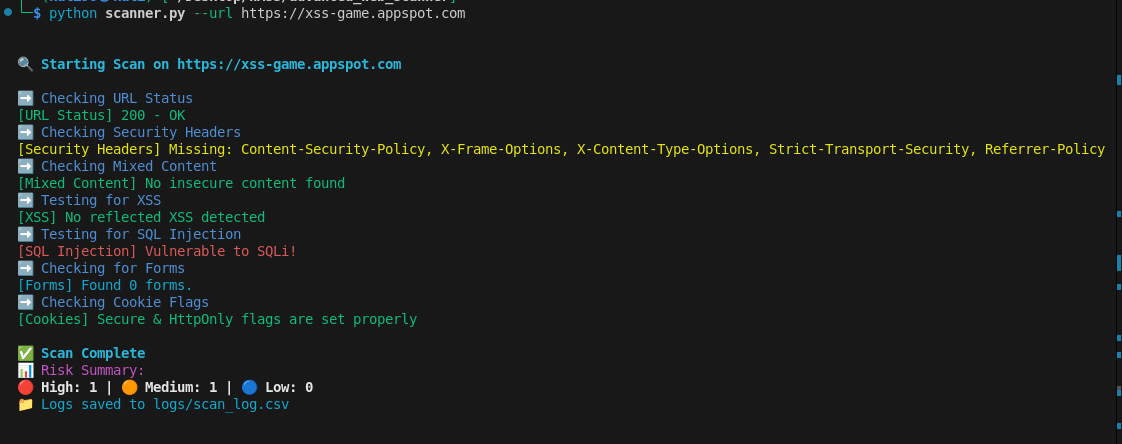 └─$ python scanner.py --url https://xss-game.appspot.com
🔍 Starting Scan on https://xss-game.appspot.com
➡️ Checking URL Status
[URL Status] 200 - OK
➡️ Checking Security Headers
[Security Headers] Missing: Content-Security-Policy, X-Frame-Options, X-Content-Type-Options, Strict-Transport-Security, Referrer-Policy
➡️ Checking Mixed Content
[Mixed Content] No insecure content found
➡️ Testing for XSS
[XSS] No reflected XSS detected
➡️ Testing for SQL Injection
[SQL Injection] Vulnerable to SQLi!
➡️ Checking for Forms
[Forms] Found 0 forms.
➡️ Checking Cookie Flags
[Cookies] Secure & HttpOnly flags are set properly
✅ Scan Complete
📊 Risk Summary:
🔴 High: 1 | 🟠 Medium: 1 | 🔵 Low: 0
📁 Logs saved to logs/scan_log.csv